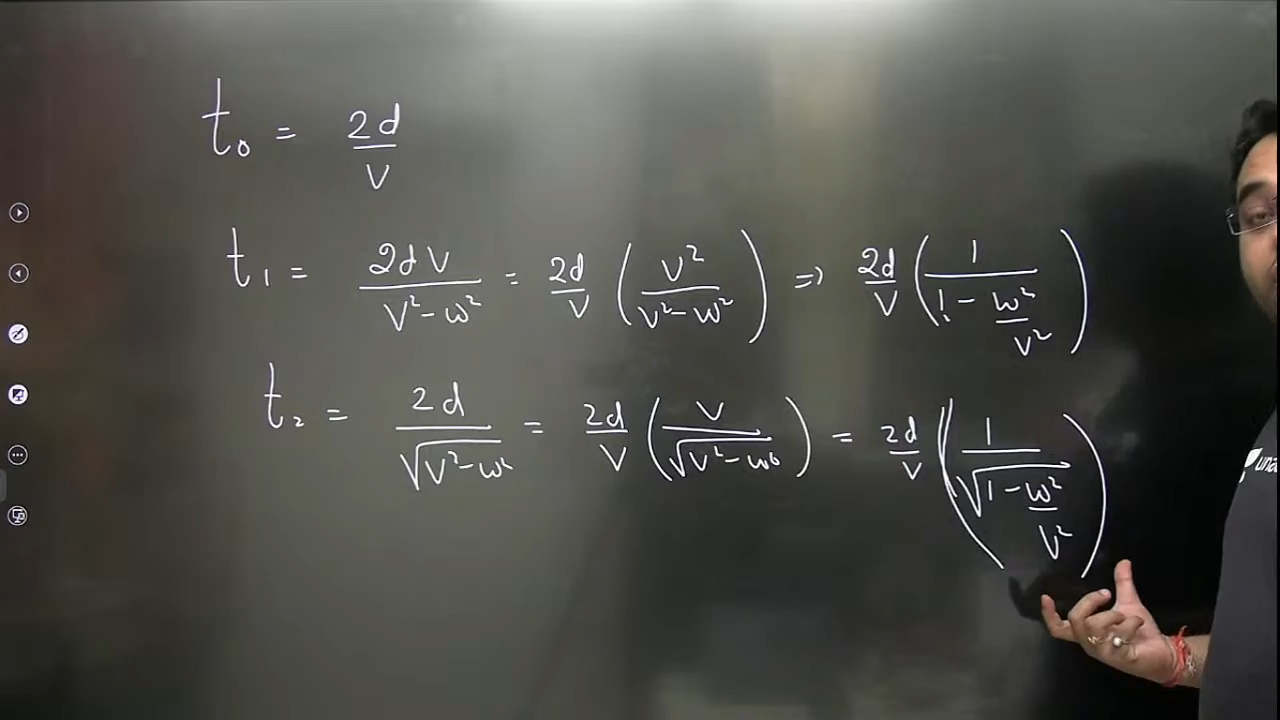 t₀ = 2d/v
t₁ = 2dv/(v²-w²) = 2d/v (v²/(v²-w²)) => 2d/v (1/(1-w²/v²))
t₂ = 2d/√(v²-w²) = 2d/v (v/√(v²-w²)) = 2d/v (1/√(1-w²/v²))